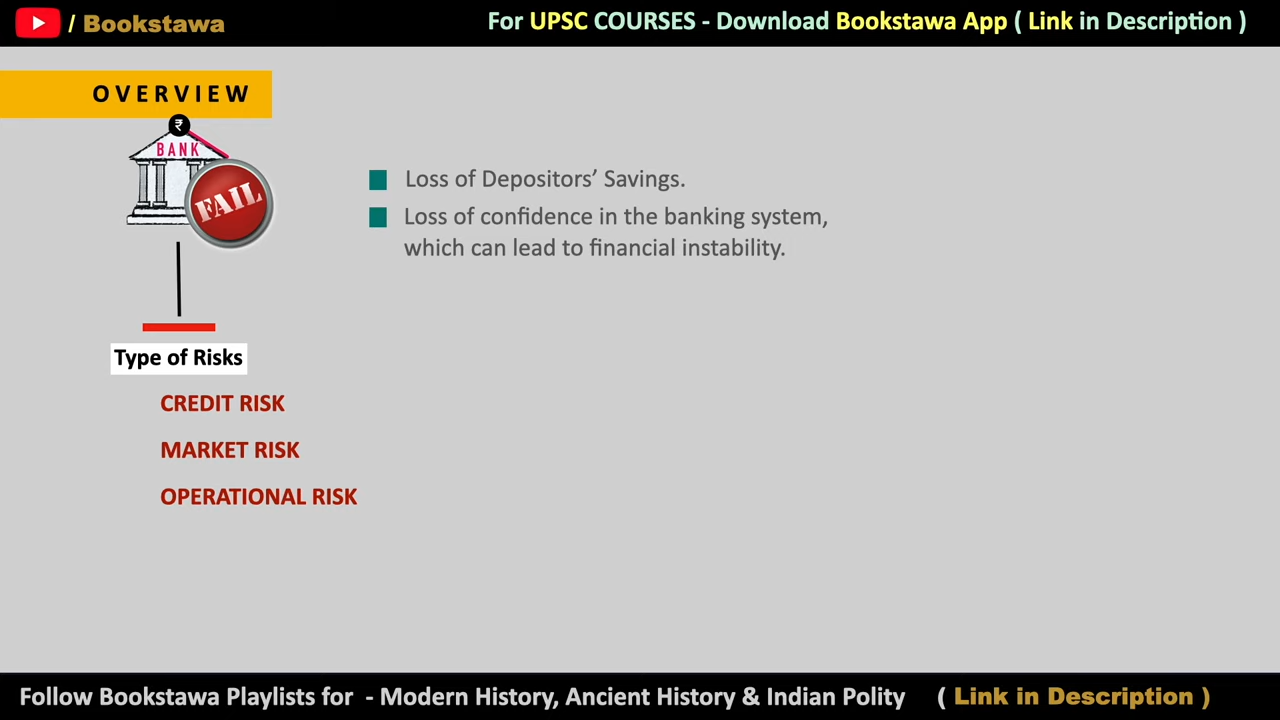 / Bookstawa
For UPSC COURSES - Download Bookstawa App ( Link in Description )
OVERVIEW
₹
BANK
FAIL
Loss of Depositors’ Savings.
Loss of confidence in the banking system,
which can lead to financial instability.
Type of Risks
CREDIT RISK
MARKET RISK
OPERATIONAL RISK
Follow Bookstawa Playlists for - Modern History, Ancient History & Indian Polity ( Link in Description )